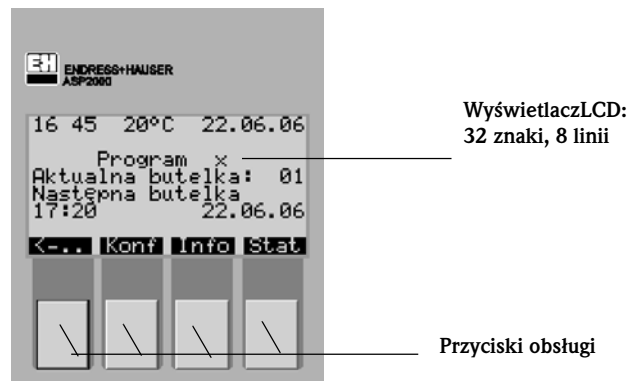 E+H
ENDRESS+HAUSER
ASP2000
16 45 20°C 22.06.06
Program x
Aktualna butelka: 01
Następna butelka
17:20 22.06.06
<-.. Konf Info Stat
WyświetlaczLCD:
32 znaki, 8 linii
Przyciski obsługi